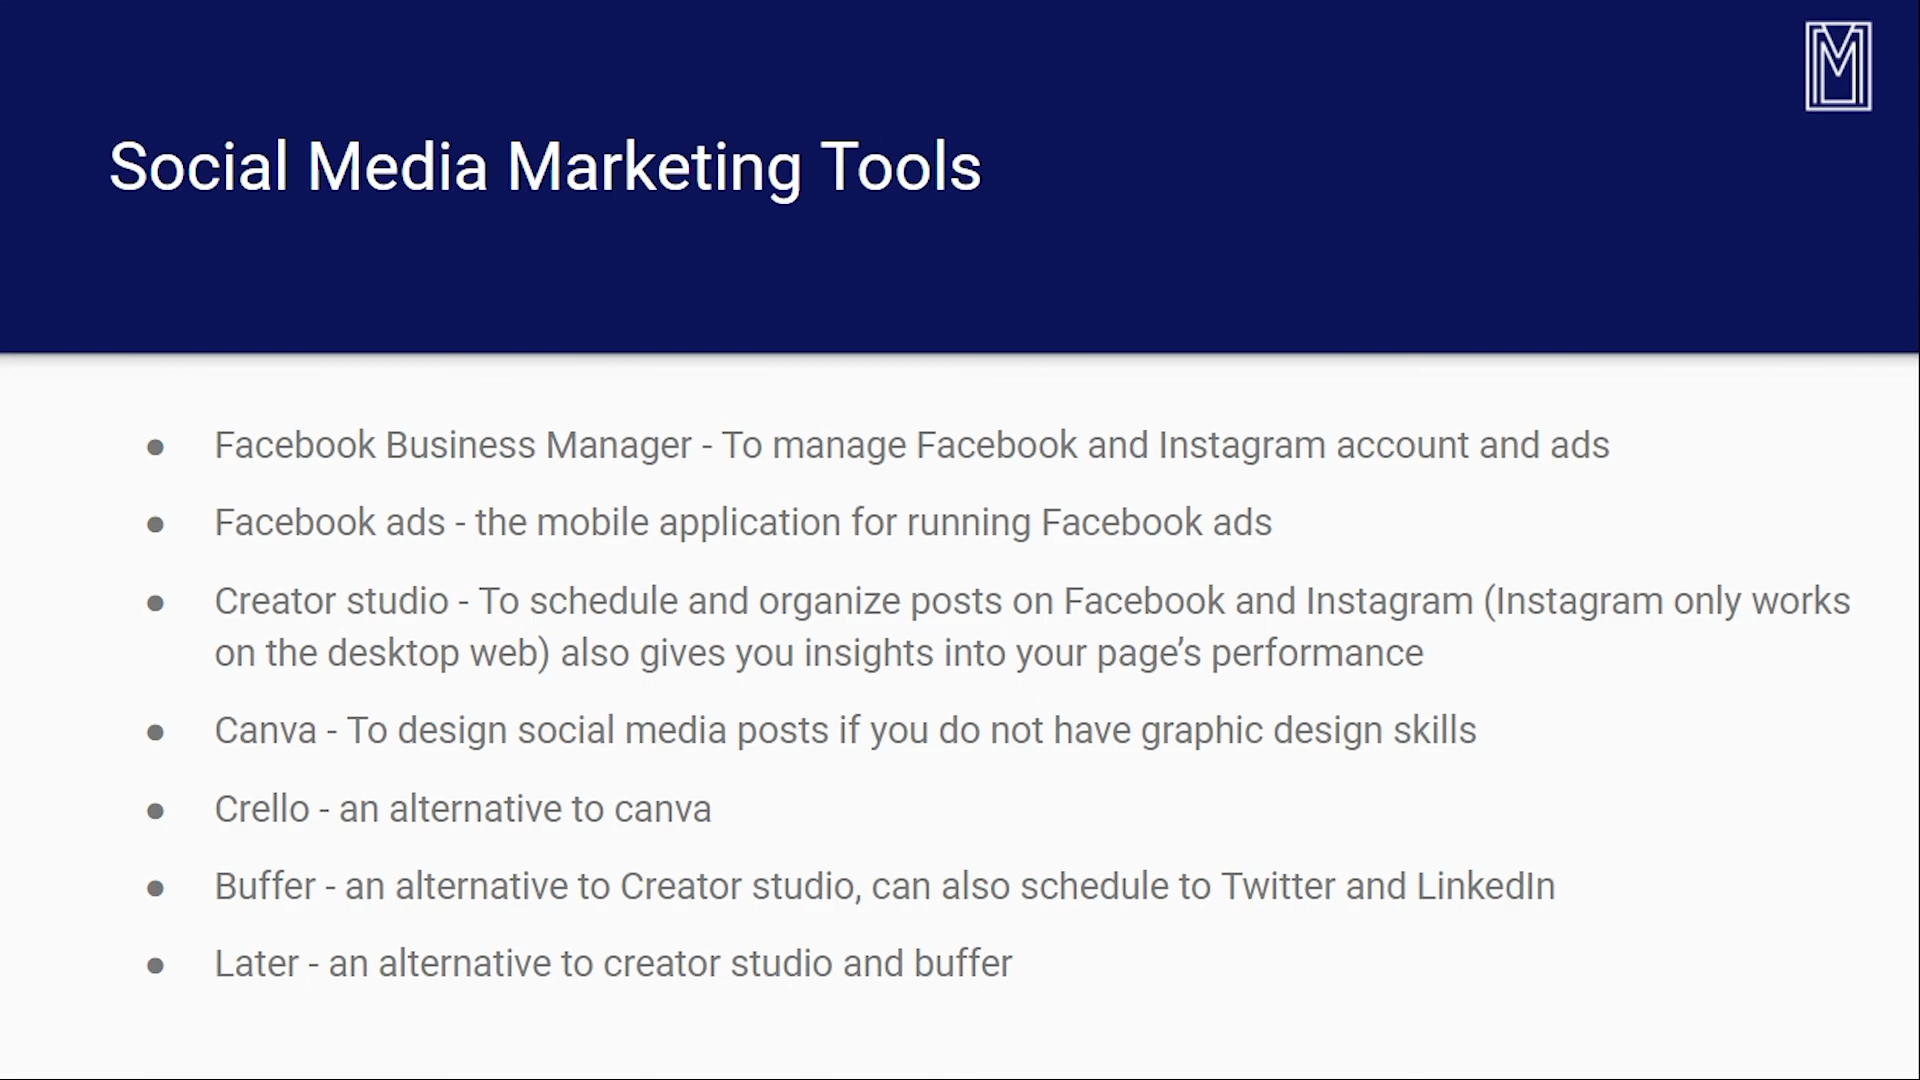 Social Media Marketing Tools
● Facebook Business Manager - To manage Facebook and Instagram account and ads
● Facebook ads - the mobile application for running Facebook ads
● Creator studio - To schedule and organize posts on Facebook and Instagram (Instagram only works
on the desktop web) also gives you insights into your page’s performance
● Canva - To design social media posts if you do not have graphic design skills
● Crello - an alternative to canva
● Buffer - an alternative to Creator studio, can also schedule to Twitter and LinkedIn
● Later - an alternative to creator studio and buffer